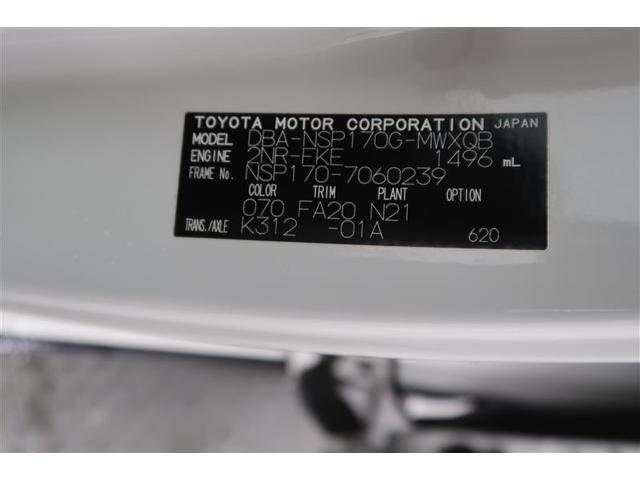 TOYOTA MOTOR CORPORATION JAPAN
MODEL DBA-NSP170G-MWXQB
ENGINE 2NR-FKE 1496 mL
FRAME No. NSP170-7060239
COLOR TRIM PLANT OPTION
070 FA20 N21
TRANS./AXLE K312 -01A 620